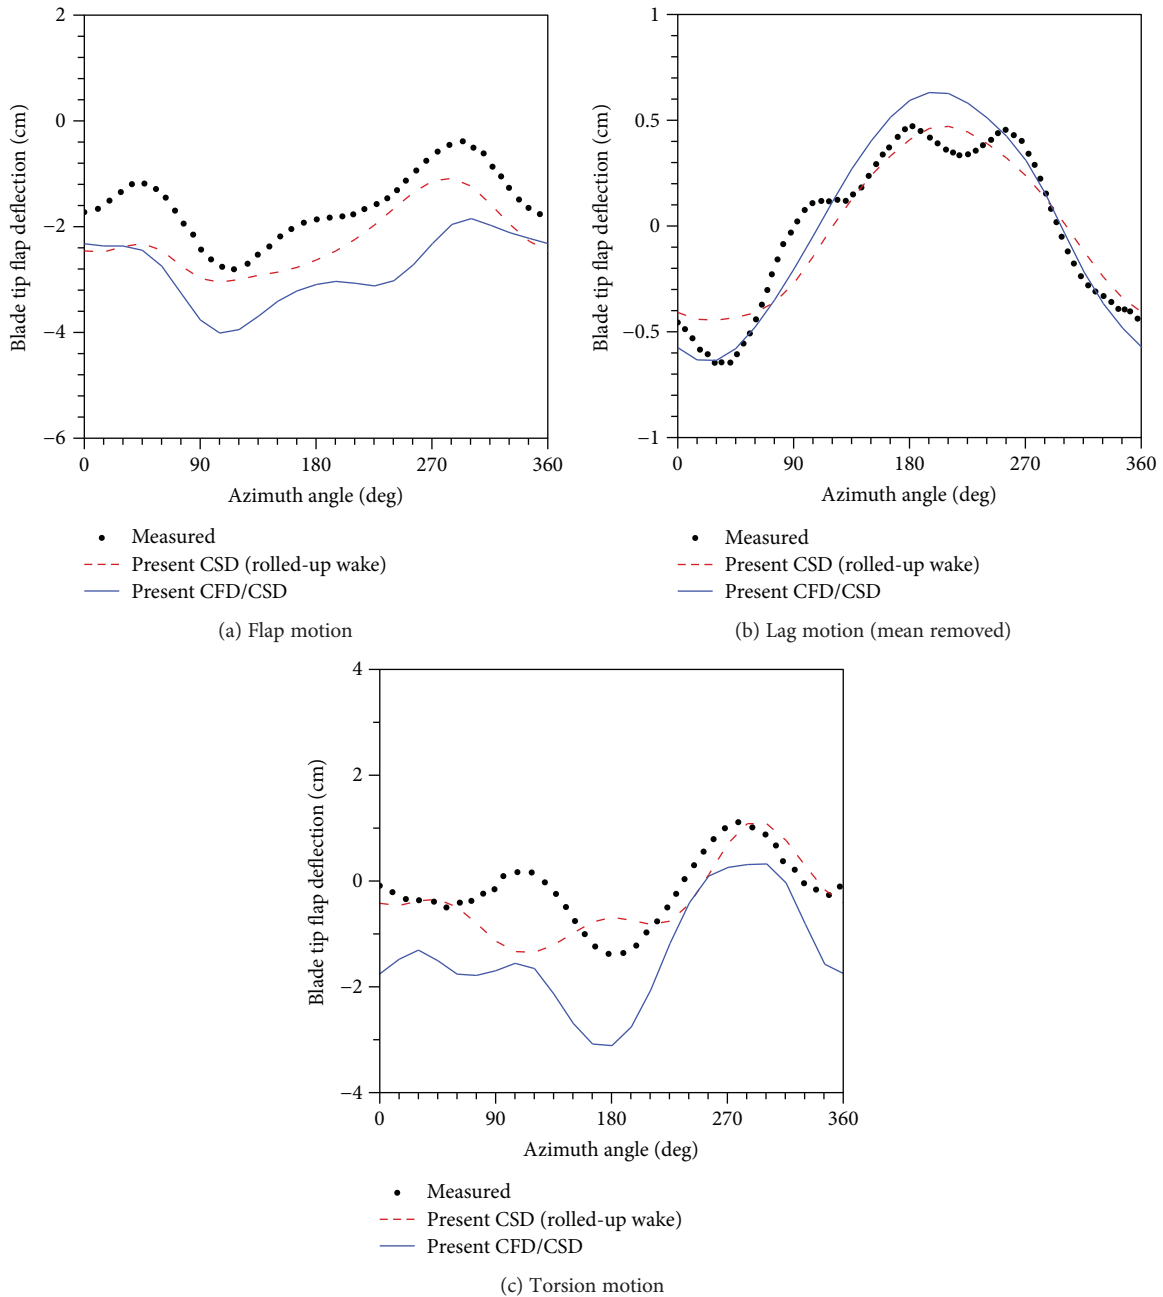 2
0
−2
−4
−6
0 90 180 270 360
Blade tip flap deflection (cm)
Azimuth angle (deg)
Measured
Present CSD (rolled-up wake)
Present CFD/CSD
(a) Flap motion
1
0.5
0
−0.5
−1
0 90 180 270 360
Blade tip flap deflection (cm)
Azimuth angle (deg)
Measured
Present CSD (rolled-up wake)
Present CFD/CSD
(b) Lag motion (mean removed)
4
2
0
−2
−4
0 90 180 270 360
Blade tip flap deflection (cm)
Azimuth angle (deg)
Measured
Present CSD (rolled-up wake)
Present CFD/CSD
(c) Torsion motion